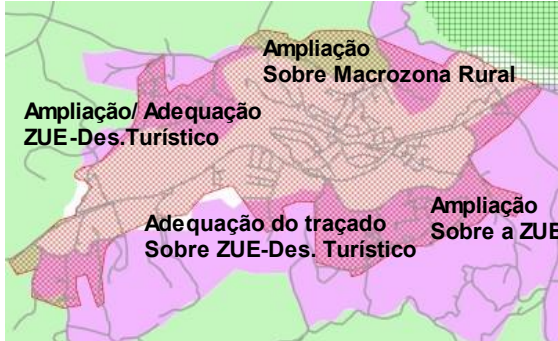 Ampliação
Sobre Macrozona Rural
Ampliação/ Adequação
ZUE-Des.Turístico
Adequação do traçado
Sobre ZUE-Des. Turístico
Ampliação
Sobre a ZUE